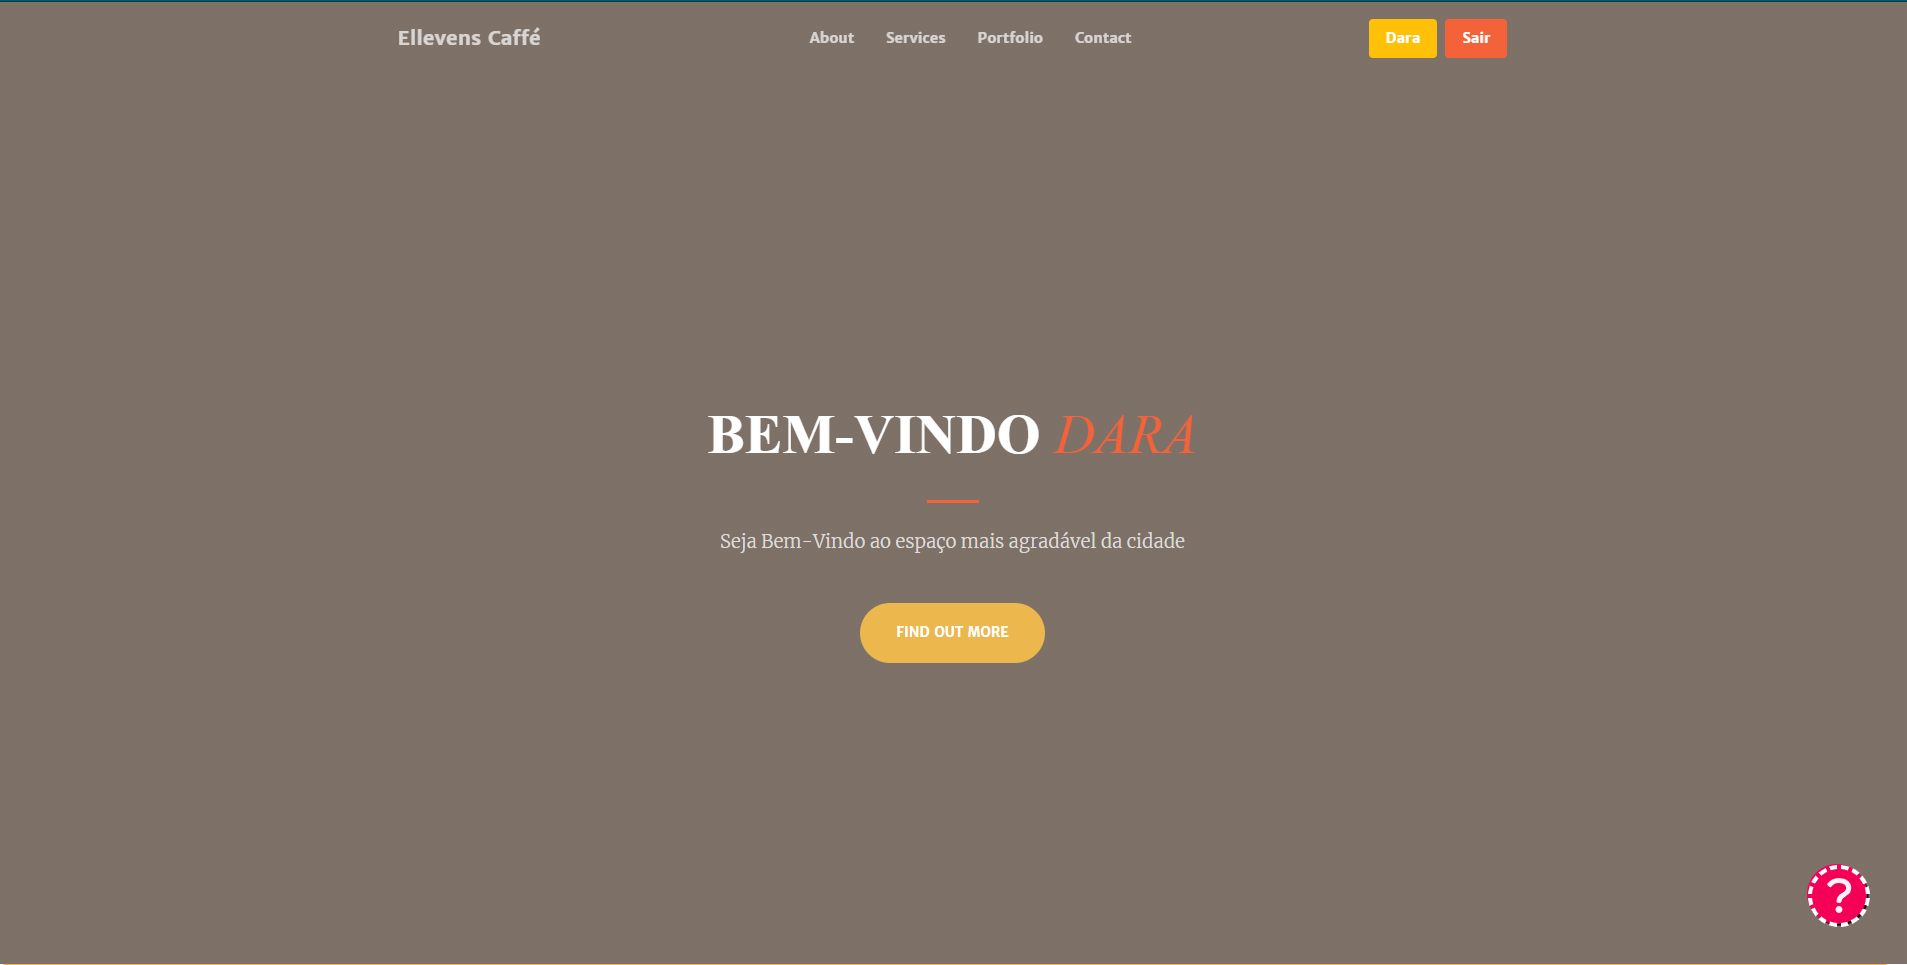 Ellevens Caffé
About Services Portfolio Contact
Dara Sair
BEM-VINDO DARA
Seja Bem-Vindo ao espaço mais agradável da cidade
FIND OUT MORE
?